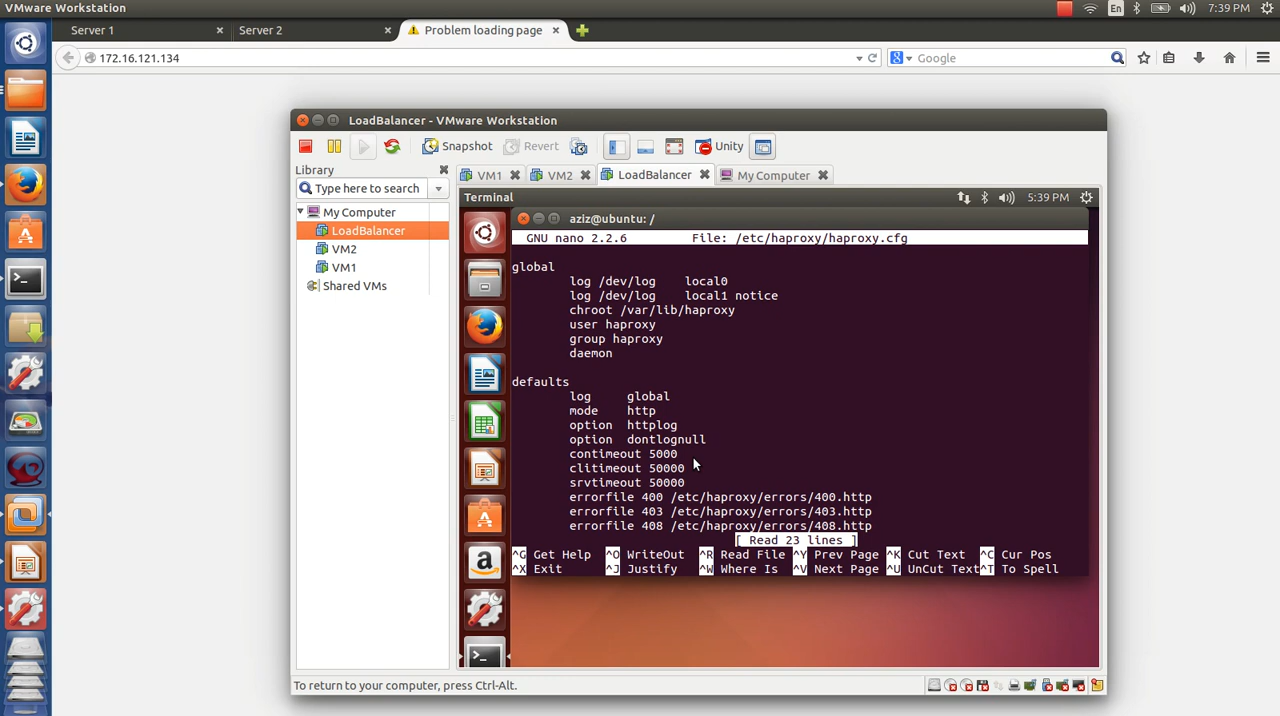 VMware Workstation
En
7:39 PM
Server 1
Server 2
Problem loading page
172.16.121.134
Google
LoadBalancer - VMware Workstation
Snapshot
Revert
Unity
Library
Type here to search
VM1
VM2
LoadBalancer
My Computer
My Computer
LoadBalancer
VM2
VM1
Shared VMs
Terminal
5:39 PM
aziz@ubuntu: /
GNU nano 2.2.6 File: /etc/haproxy/haproxy.cfg
global
log /dev/log local0
log /dev/log local1 notice
chroot /var/lib/haproxy
user haproxy
group haproxy
daemon
defaults
log global
mode http
option httplog
option dontlognull
contimeout 5000
clitimeout 50000
srvtimeout 50000
errorfile 400 /etc/haproxy/errors/400.http
errorfile 403 /etc/haproxy/errors/403.http
errorfile 408 /etc/haproxy/errors/408.http
[ Read 23 lines ]
^G Get Help ^O WriteOut ^R Read File ^Y Prev Page ^K Cut Text ^C Cur Pos
^X Exit ^J Justify ^W Where Is ^V Next Page ^U UnCut Text ^T To Spell
To return to your computer, press Ctrl-Alt.